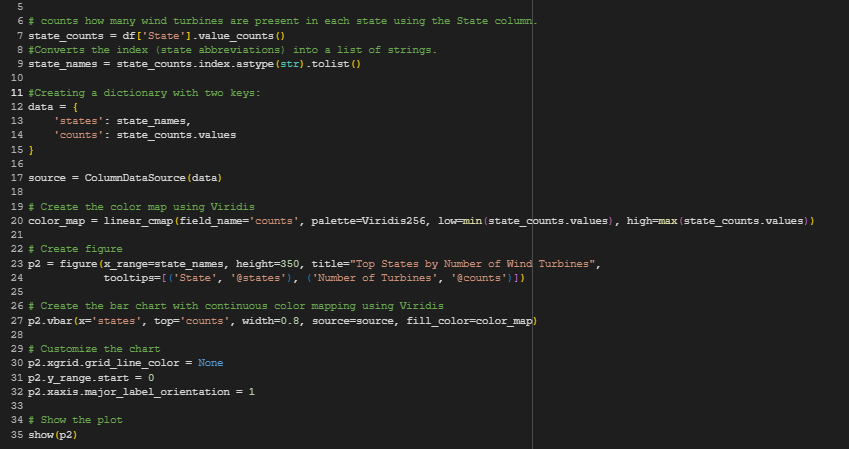 5
6 # counts how many wind turbines are present in each state using the State column.
7 state_counts = df['State'].value_counts()
8 #Converts the index (state abbreviations) into a list of strings.
9 state_names = state_counts.index.astype(str).tolist()
10
11 #Creating a dictionary with two keys:
12 data = {
13     'states': state_names,
14     'counts': state_counts.values
15 }
16
17 source = ColumnDataSource(data)
18
19 # Create the color map using Viridis
20 color_map = linear_cmap(field_name='counts', palette=Viridis256, low=min(state_counts.values), high=max(state_counts.values))
21
22 # Create figure
23 p2 = figure(x_range=state_names, height=350, title="Top States by Number of Wind Turbines",
24             tooltips=[('State', '@states'), ('Number of Turbines', '@counts')])
25
26 # Create the bar chart with continuous color mapping using Viridis
27 p2.vbar(x='states', top='counts', width=0.8, source=source, fill_color=color_map)
28
29 # Customize the chart
30 p2.xgrid.grid_line_color = None
31 p2.y_range.start = 0
32 p2.xaxis.major_label_orientation = 1
33
34 # Show the plot
35 show(p2)